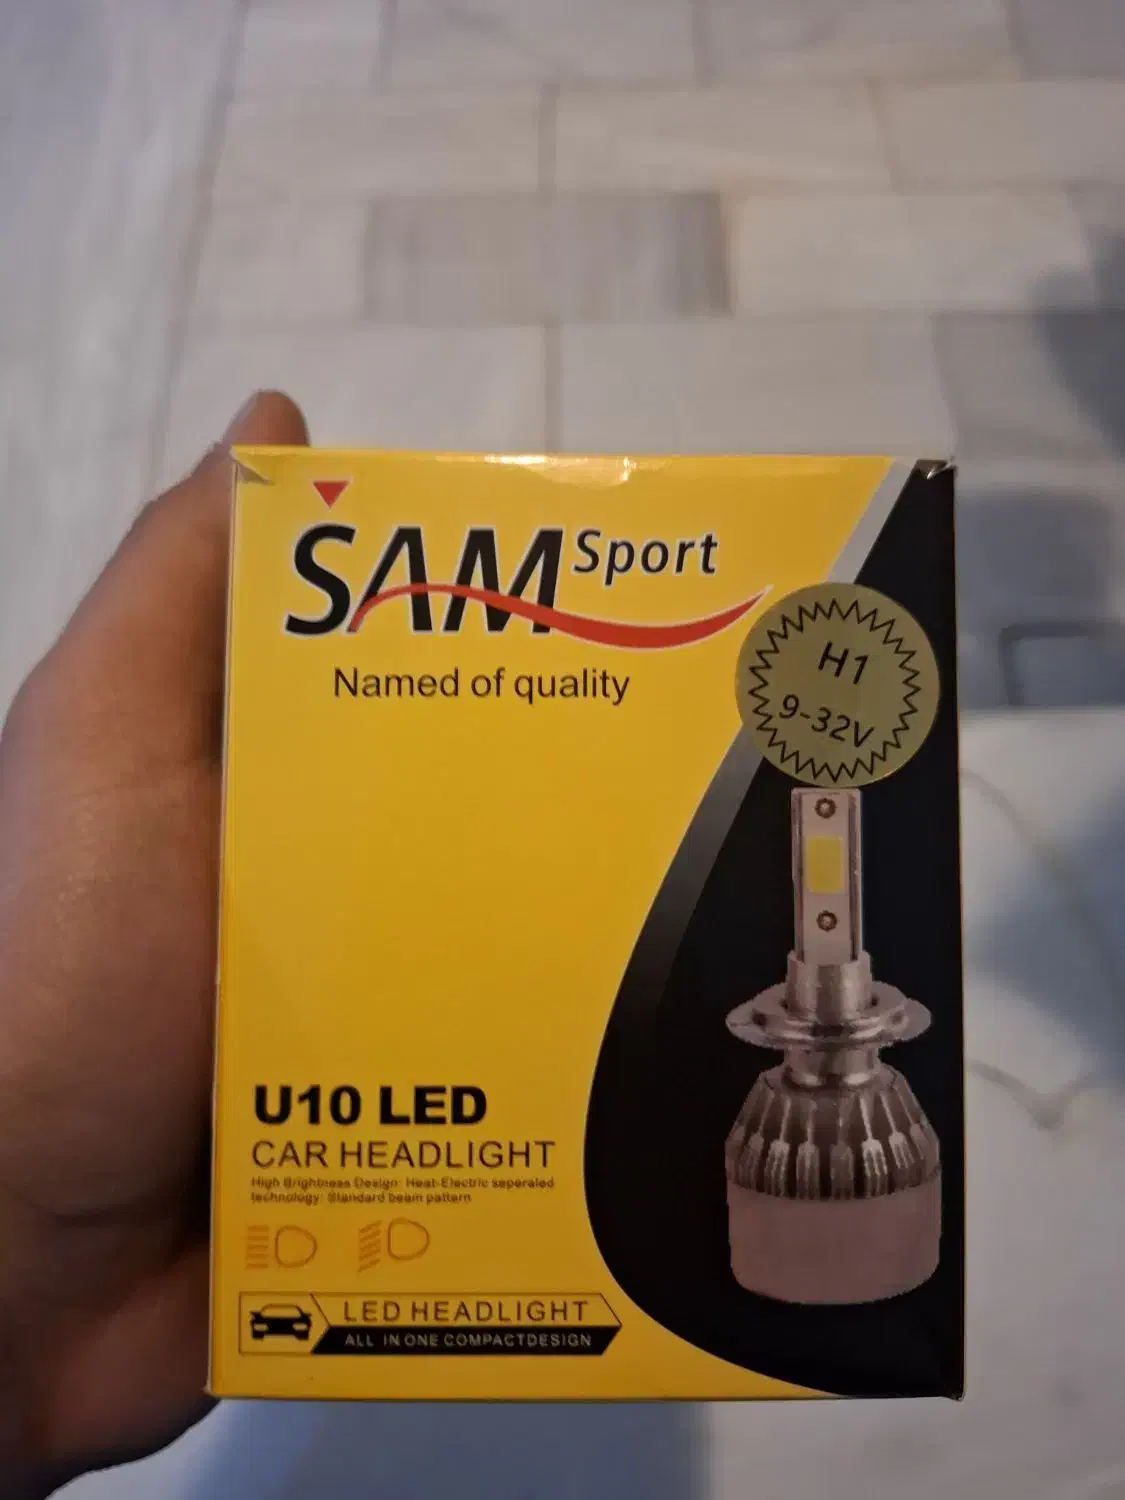 SAM Sport
Named of quality
H1
9-32V
U10 LED
CAR HEADLIGHT
High Brightness Design: Heat-Electric seperaled
technology: Standard beam pattern
LED HEADLIGHT
ALL IN ONE COMPACTDESIGN